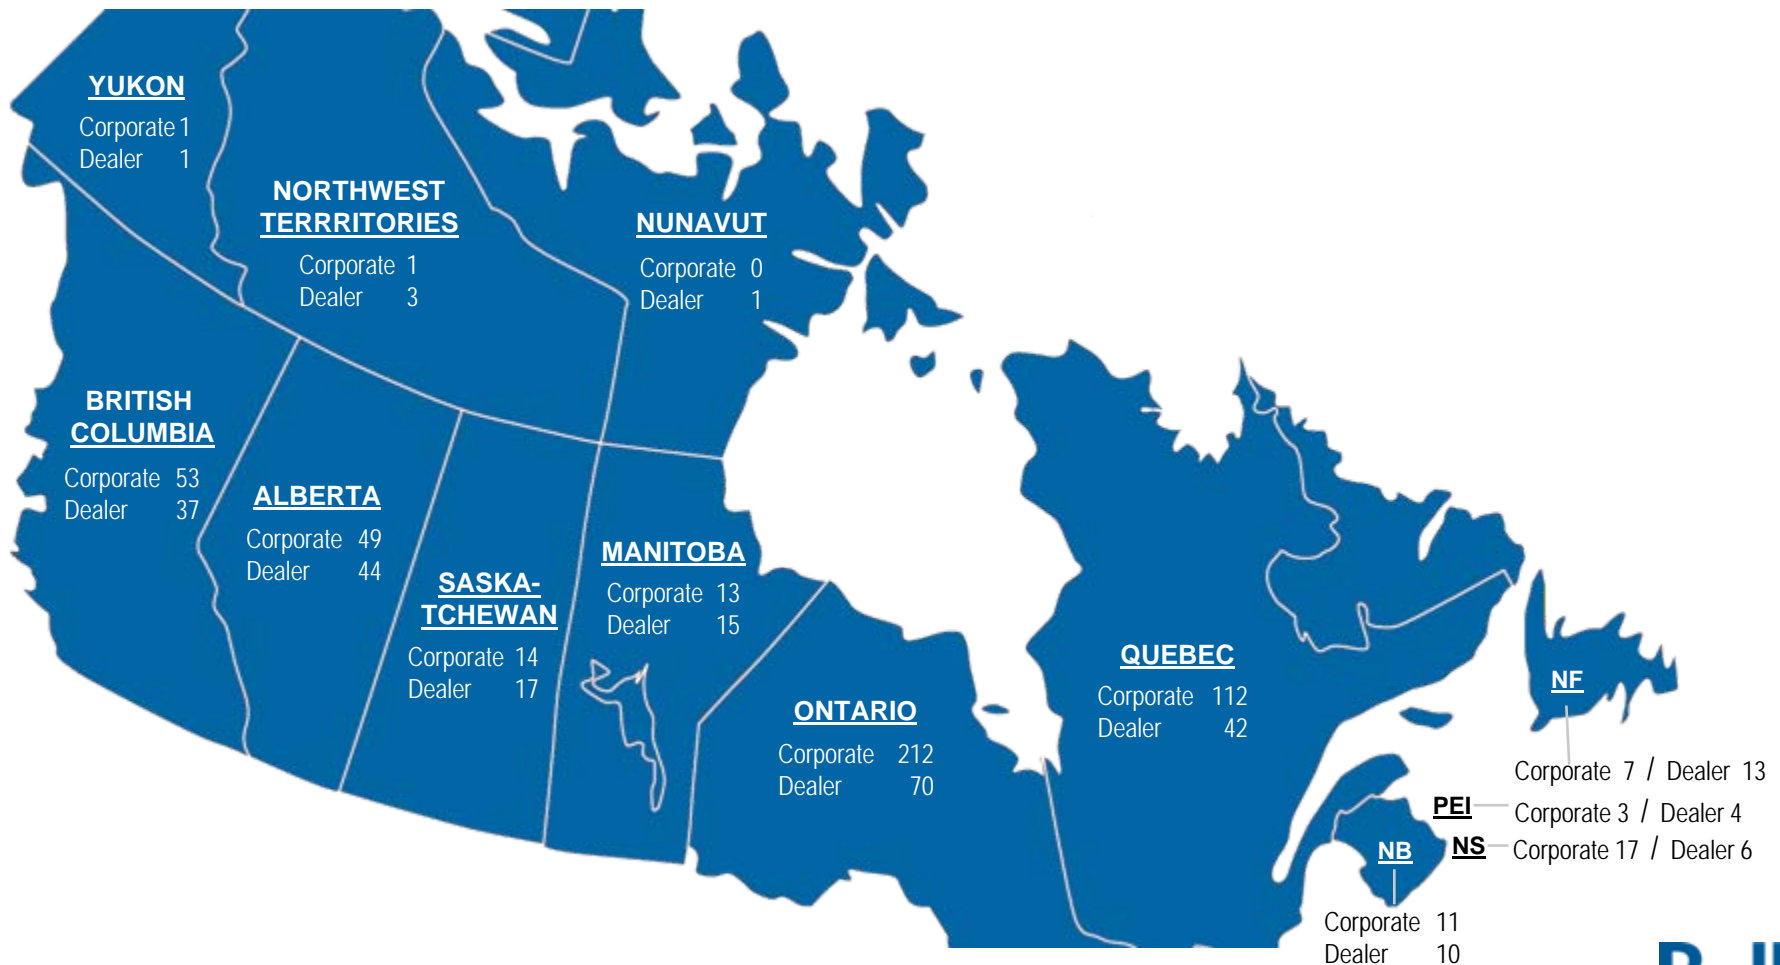 YUKON
Corporate 1
Dealer 1
NORTHWEST
TERRRITORIES
Corporate 1
Dealer 3
NUNAVUT
Corporate 0
Dealer 1
BRITISH
COLUMBIA
Corporate 53
Dealer 37
ALBERTA
Corporate 49
Dealer 44
SASKA-
TCHEWAN
Corporate 14
Dealer 17
MANITOBA
Corporate 13
Dealer 15
ONTARIO
Corporate 212
Dealer 70
QUEBEC
Corporate 112
Dealer 42
NF
Corporate 7 / Dealer 13
PEI
Corporate 3 / Dealer 4
NS
Corporate 17 / Dealer 6
NB
Corporate 11
Dealer 10